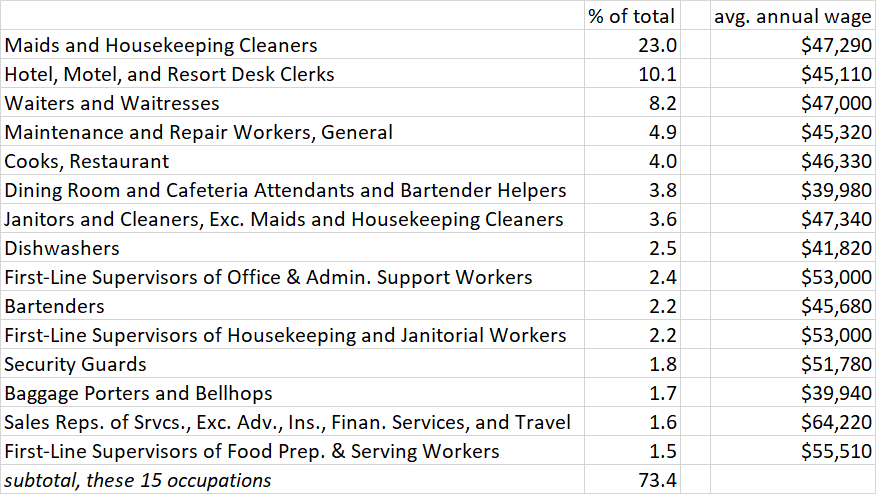 % of total avg. annual wage
Maids and Housekeeping Cleaners 23.0 $47,290
Hotel, Motel, and Resort Desk Clerks 10.1 $45,110
Waiters and Waitresses 8.2 $47,000
Maintenance and Repair Workers, General 4.9 $45,320
Cooks, Restaurant 4.0 $46,330
Dining Room and Cafeteria Attendants and Bartender Helpers 3.8 $39,980
Janitors and Cleaners, Exc. Maids and Housekeeping Cleaners 3.6 $47,340
Dishwashers 2.5 $41,820
First-Line Supervisors of Office & Admin. Support Workers 2.4 $53,000
Bartenders 2.2 $45,680
First-Line Supervisors of Housekeeping and Janitorial Workers 2.2 $53,000
Security Guards 1.8 $51,780
Baggage Porters and Bellhops 1.7 $39,940
Sales Reps. of Srvcs., Exc. Adv., Ins., Finan. Services, and Travel 1.6 $64,220
First-Line Supervisors of Food Prep. & Serving Workers 1.5 $55,510
subtotal, these 15 occupations 73.4